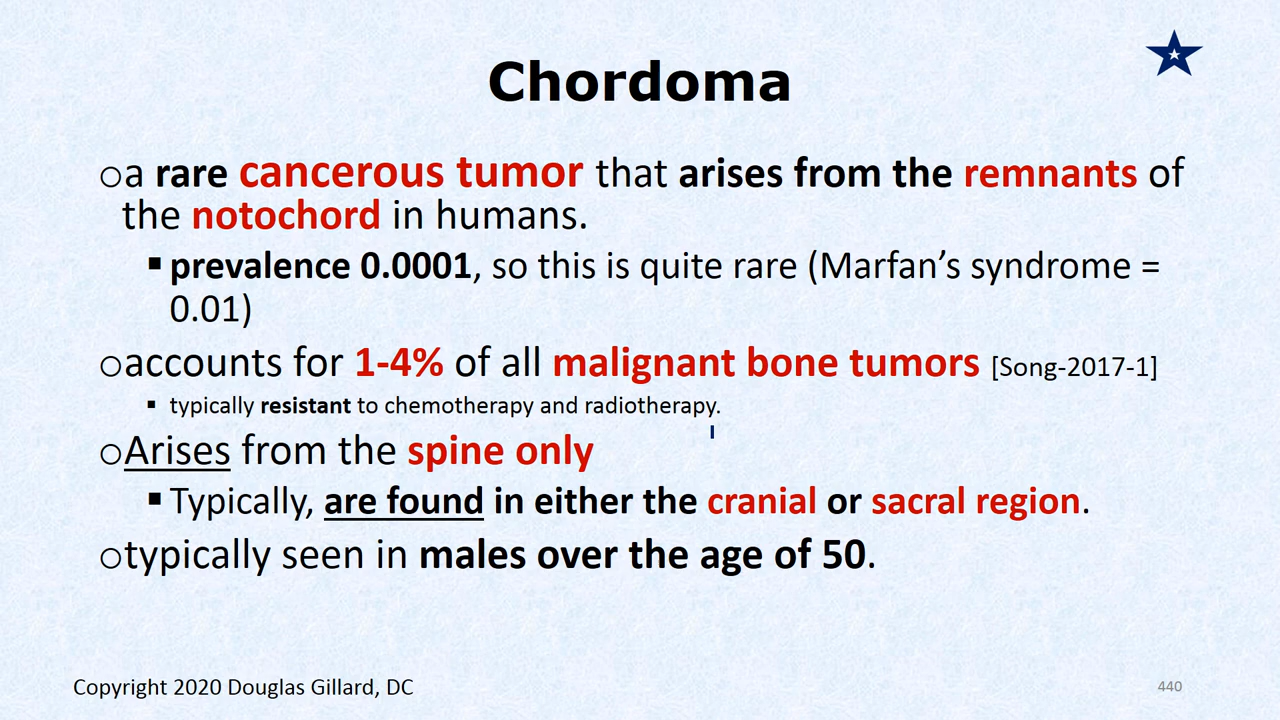 Chordoma
○a rare cancerous tumor that arises from the remnants of
the notochord in humans.
▪ prevalence 0.0001, so this is quite rare (Marfan’s syndrome =
0.01)
○accounts for 1-4% of all malignant bone tumors [Song-2017-1]
▪ typically resistant to chemotherapy and radiotherapy.
○Arises from the spine only
▪ Typically, are found in either the cranial or sacral region.
○typically seen in males over the age of 50.
Copyright 2020 Douglas Gillard, DC
440